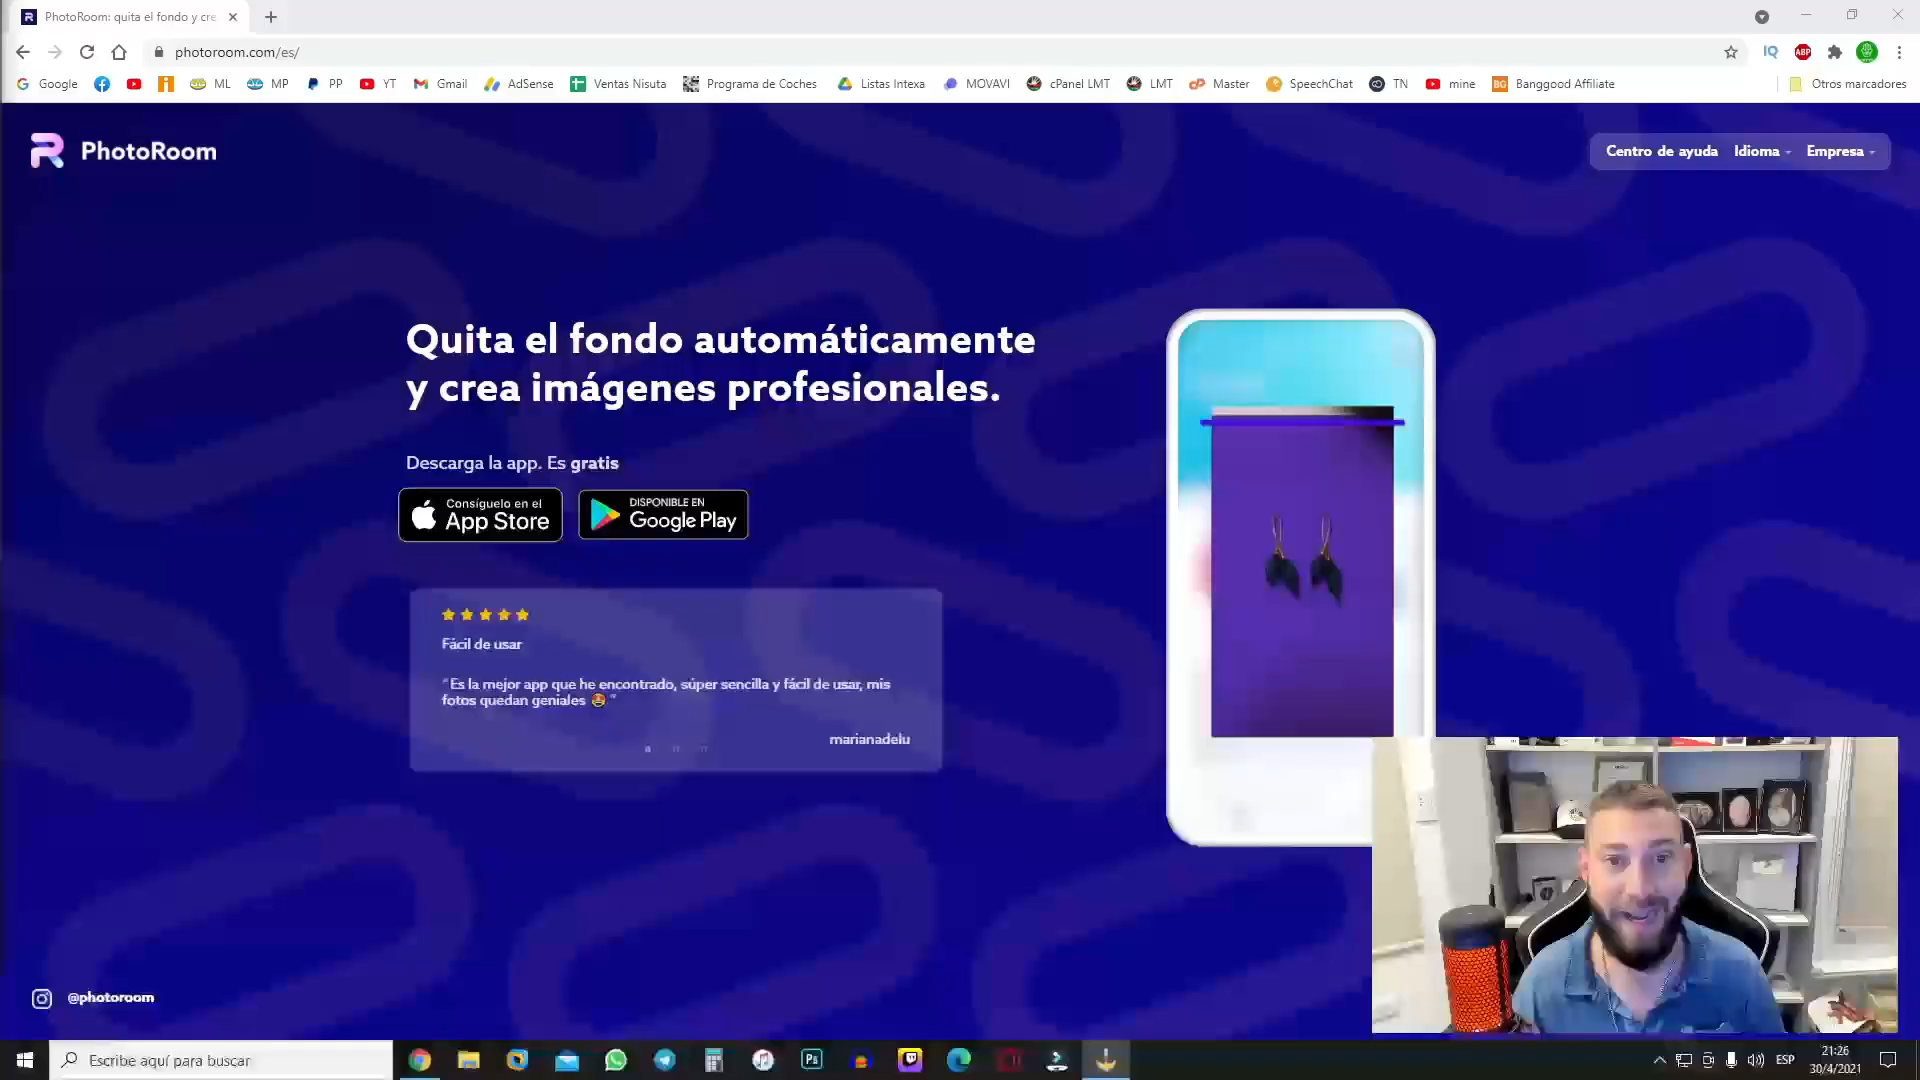 PhotoRoom: quita el fondo y cre
photoroom.com/es/
Google
ML
MP
PP
YT
Gmail
AdSense
Ventas Nisuta
Programa de Coches
Listas Intexa
MOVAVI
cPanel LMT
LMT
Master
SpeechChat
TN
mine
Banggood Affiliate
Otros marcadores
IQ
ABP
BG
PhotoRoom
Centro de ayuda
Idioma
Empresa
Quita el fondo automáticamente
y crea imágenes profesionales.
Descarga la app. Es gratis
Consíguelo en el
App Store
DISPONIBLE EN
Google Play
Fácil de usar
"Es la mejor app que he encontrado, súper sencilla y fácil de usar, mis
fotos quedan geniales 🤩 "
marianadelu
@photoroom
Escribe aquí para buscar
Ps
ESP
21:26
30/4/2021